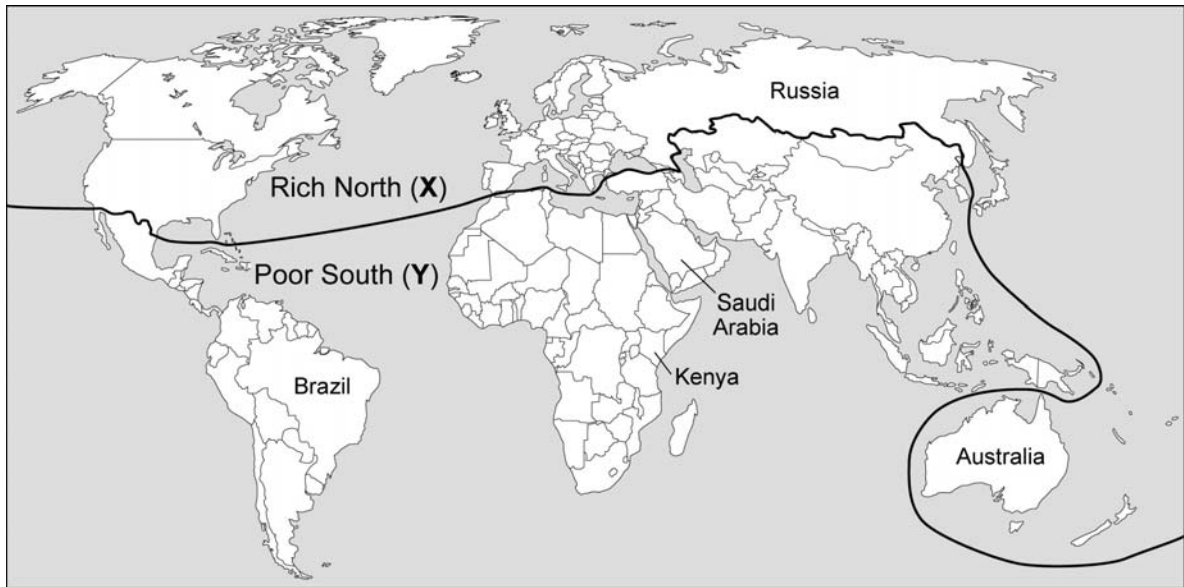 Russia
Rich North (X)
Poor South (Y)
Saudi
Arabia
Kenya
Brazil
Australia